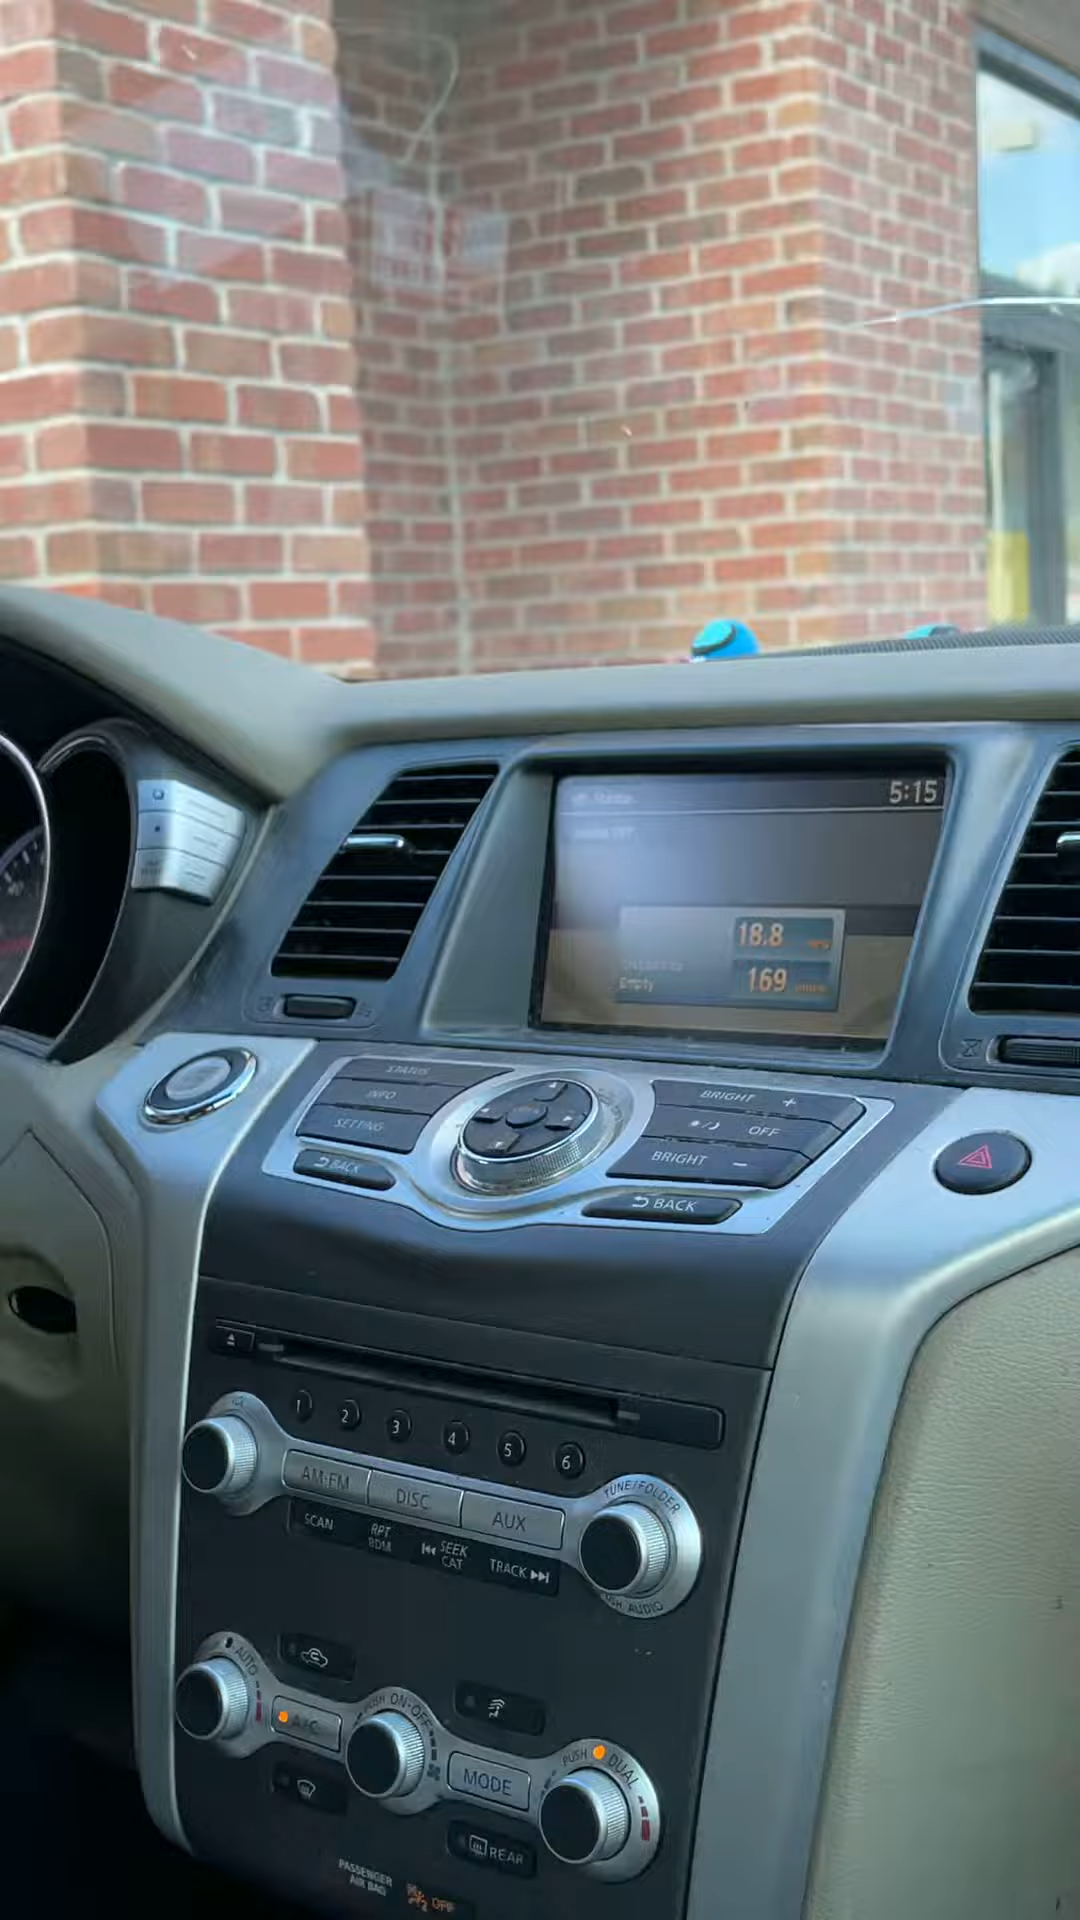 5:15
18.8
Empty 169
STATUS
INFO
SETTING
BACK
BRIGHT +
OFF
BRIGHT −
BACK
1 2 3 4 5 6
AM·FM DISC AUX
TUNE/FOLDER
SCAN RPT SEEK TRACK
CAT
AUDIO
AUTO
A/C
PUSH ON·OFF
MODE
PUSH DUAL
REAR
PASSENGER
AIR BAG OFF